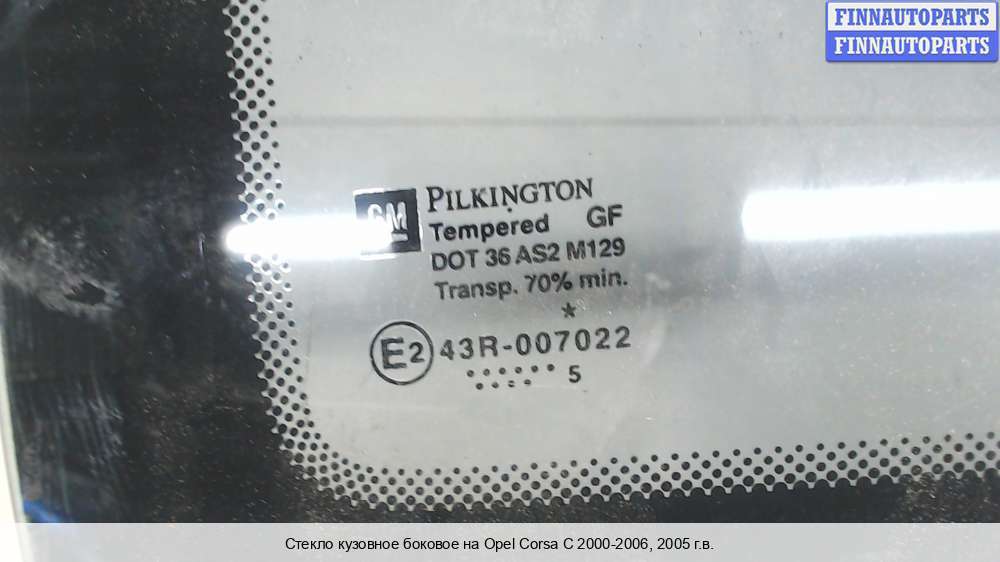 FINNAUTOPARTS
FINNAUTOPARTS
GM
PILKINGTON
Tempered GF
DOT 36 AS2 M129
Transp. 70% min.
*
E2 43R-007022
5
Стекло кузовное боковое на Opel Corsa C 2000-2006, 2005 г.в.